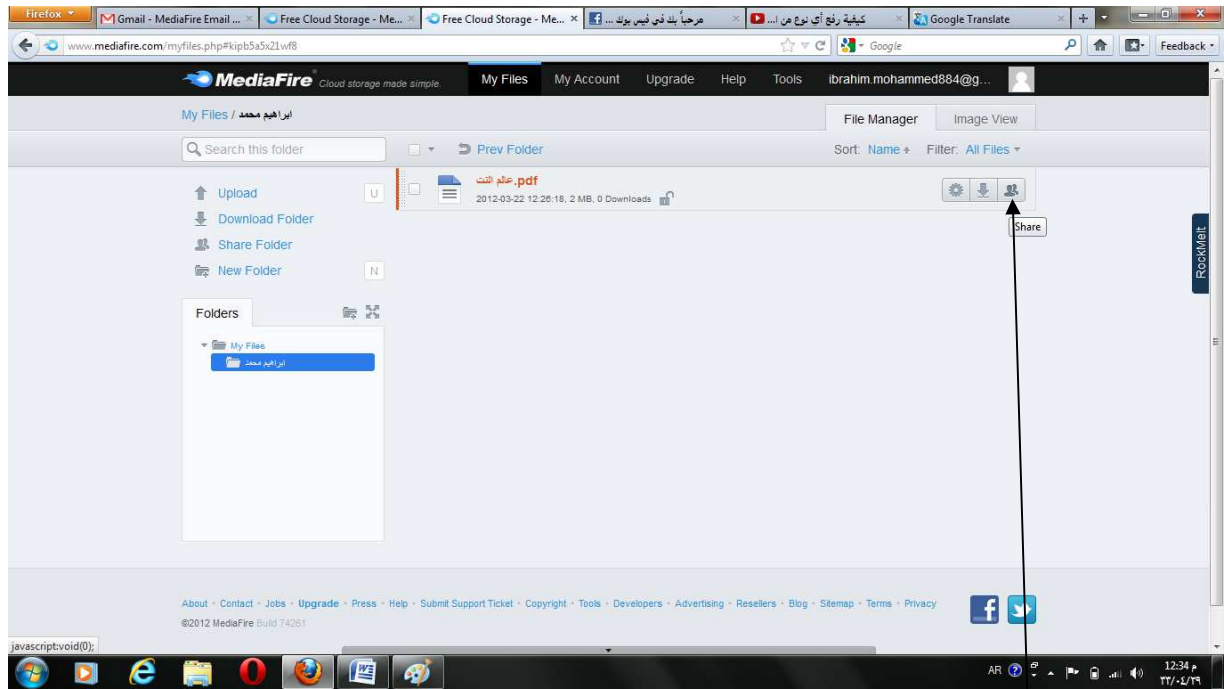 Firefox
Gmail - MediaFire Email ...
Free Cloud Storage - Me...
Free Cloud Storage - Me...
مرحباً بك في فيس بوك ...
كيفية رفع أي نوع من ا...
Google Translate
www.mediafire.com/myfiles.php#kipb5a5x21wf8
Google
Feedback
MediaFire Cloud storage made simple.
My Files My Account Upgrade Help Tools ibrahim.mohammed884@g...
My Files / ابراهيم محمد
File Manager Image View
Search this folder
Prev Folder
Sort: Name Filter: All Files
عالم النت.pdf
2012-03-22 12:26:18, 2 MB, 0 Downloads
Share
Upload U
Download Folder
Share Folder
New Folder N
RockMelt
Folders
My Files
ابراهيم محمد
About - Contact - Jobs - Upgrade - Press - Help - Submit Support Ticket - Copyright - Tools - Developers - Advertising - Resellers - Blog - Sitemap - Terms - Privacy
©2012 MediaFire Build 74261
javascript:void(0);
AR
12:34 م
٣٣/٠٤/٢٩